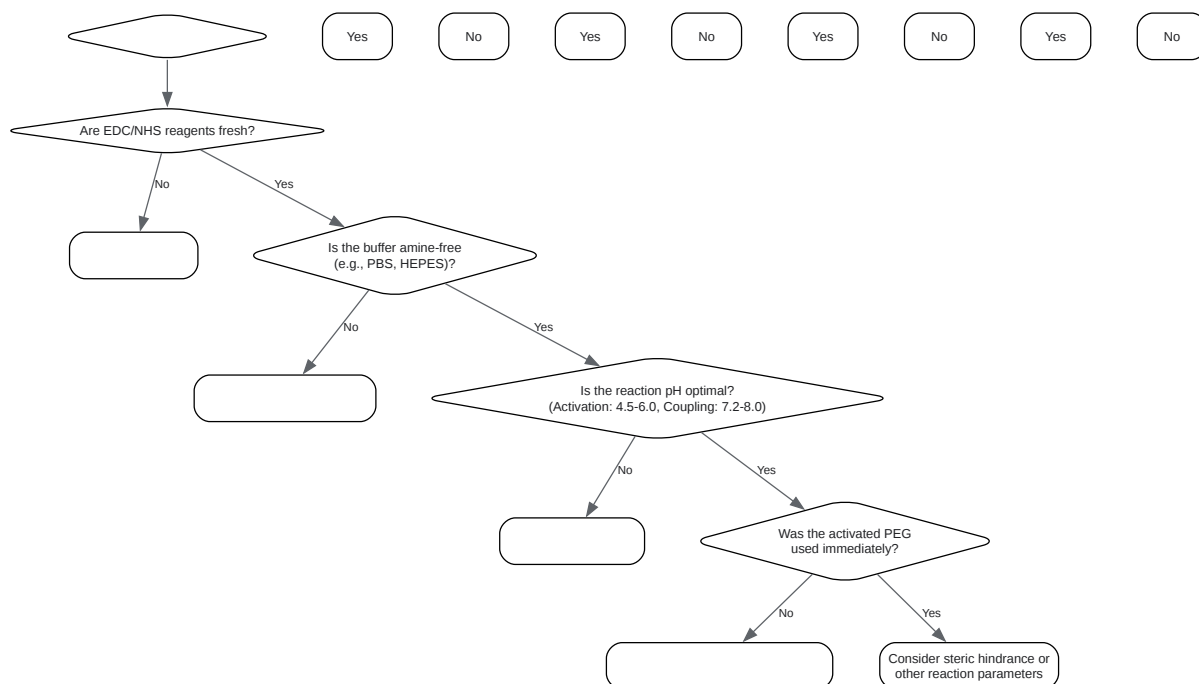 Yes
No
Yes
No
Yes
No
Yes
No
Are EDC/NHS reagents fresh?
No
Yes
Is the buffer amine-free
(e.g., PBS, HEPES)?
No
Yes
Is the reaction pH optimal?
(Activation: 4.5-6.0, Coupling: 7.2-8.0)
No
Yes
Was the activated PEG
used immediately?
No
Yes
Consider steric hindrance or
other reaction parameters